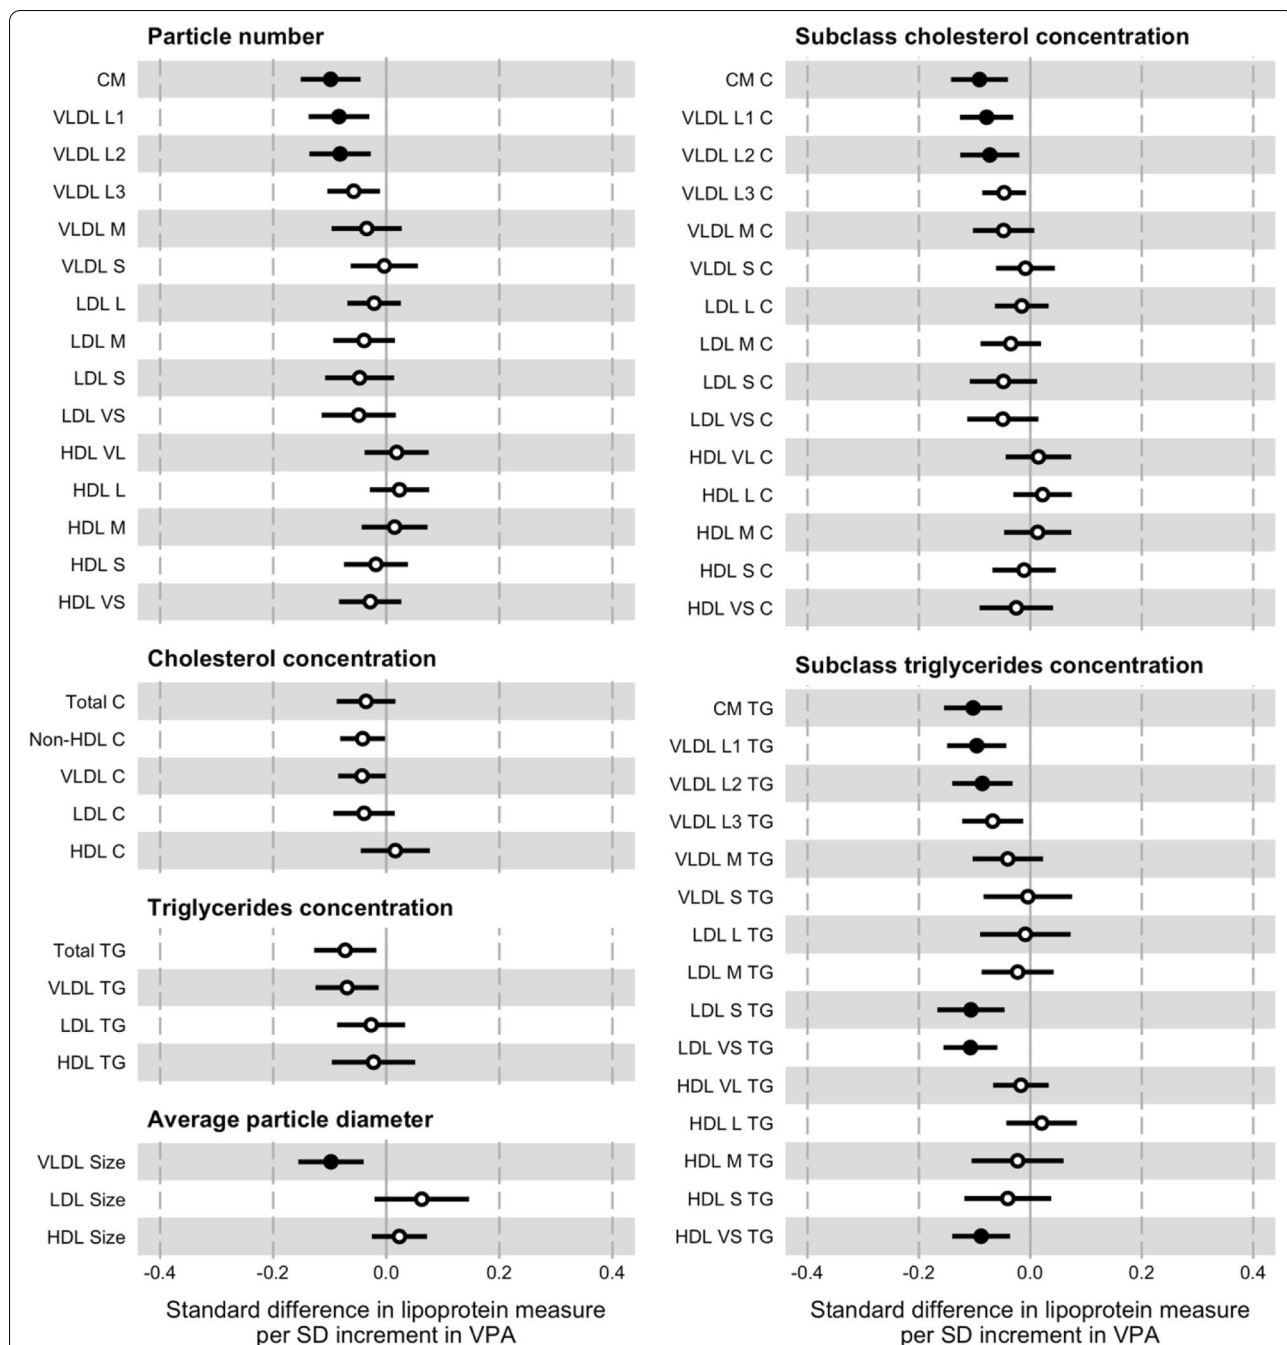 Particle number
CM
VLDL L1
VLDL L2
VLDL L3
VLDL M
VLDL S
LDL L
LDL M
LDL S
LDL VS
HDL VL
HDL L
HDL M
HDL S
HDL VS
Cholesterol concentration
Total C
Non-HDL C
VLDL C
LDL C
HDL C
Triglycerides concentration
Total TG
VLDL TG
LDL TG
HDL TG
Average particle diameter
VLDL Size
LDL Size
HDL Size
-0.4 -0.2 0.0 0.2 0.4
Standard difference in lipoprotein measure
per SD increment in VPA
Subclass cholesterol concentration
CM C
VLDL L1 C
VLDL L2 C
VLDL L3 C
VLDL M C
VLDL S C
LDL L C
LDL M C
LDL S C
LDL VS C
HDL VL C
HDL L C
HDL M C
HDL S C
HDL VS C
Subclass triglycerides concentration
CM TG
VLDL L1 TG
VLDL L2 TG
VLDL L3 TG
VLDL M TG
VLDL S TG
LDL L TG
LDL M TG
LDL S TG
LDL VS TG
HDL VL TG
HDL L TG
HDL M TG
HDL S TG
HDL VS TG
-0.4 -0.2 0.0 0.2 0.4
Standard difference in lipoprotein measure
per SD increment in VPA